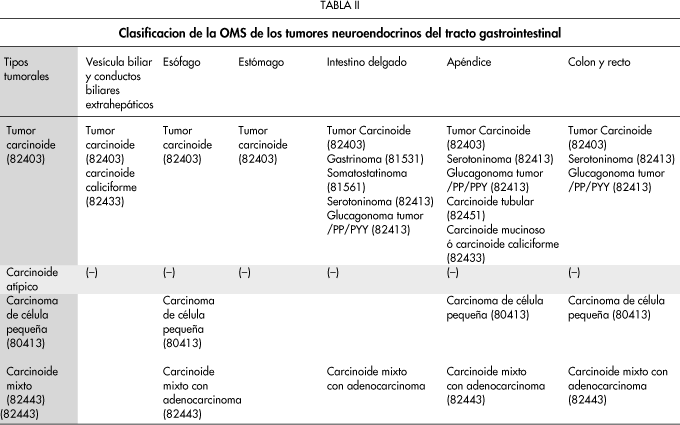 TABLA II
Clasificacion de la OMS de los tumores neuroendocrinos del tracto gastrointestinal
Tipos
tumorales
Vesícula biliar
y conductos
biliares
extrahepáticos
Esófago
Estómago
Intestino delgado
Apéndice
Colon y recto
Tumor
carcinoide
(82403)
Tumor
carcinoide
(82403)
carcinoide
caliciforme
(82433)
Tumor
carcinoide
(82403)
Tumor
carcinoide
(82403)
Tumor Carcinoide
(82403)
Gastrinoma (81531)
Somatostatinoma
(81561)
Serotoninoma (82413)
Glucagonoma tumor
/PP/PYY (82413)
Tumor Carcinoide
(82403)
Serotoninoma (82413)
Glucagonoma tumor
/PP/PPY (82413)
Carcinoide tubular
(82451)
Carcinoide mucinoso
ó carcinoide caliciforme
(82433)
Tumor Carcinoide
(82403)
Serotoninoma (82413)
Glucagonoma tumor
/PP/PYY (82413)
Carcinoide
atípico
(–)
(–)
(–)
(–)
(–)
(–)
Carcinoma
de célula
pequeña
(80413)
Carcinoma
de célula
pequeña
(80413)
Carcinoma de célula
pequeña (80413)
Carcinoma de célula
pequeña (80413)
Carcinoide
mixto
(82443)
(82443)
Carcinoide
mixto con
adenocarcinoma
(82443)
Carcinoide mixto
con adenocarcinoma
Carcinoide mixto
con adenocarcinoma
(82443)
Carcinoide mixto con
adenocarcinoma
(82443)